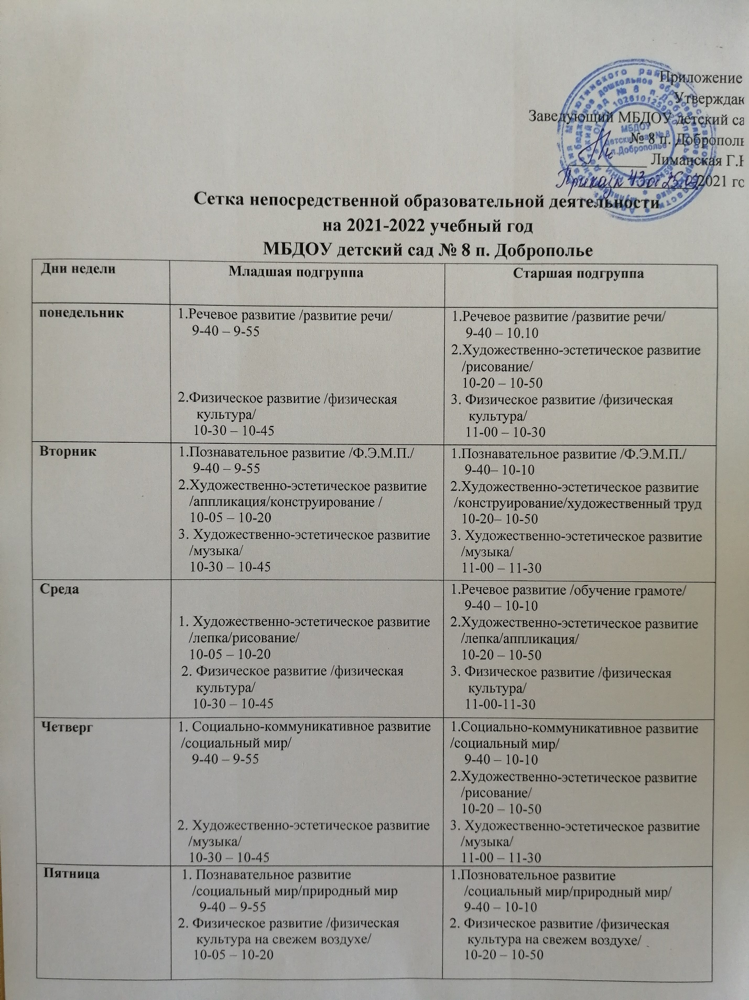 Приложение
Утверждаю
Заведующий МБДОУ детский са
№ 8 п. Доброполь
Лиманская Г.Н
Приказ № 43 от 25.07 2021 го
МБДОУ
детский сад № 8
п.Доброполье
Сетка непосредственной образовательной деятельности
на 2021-2022 учебный год
МБДОУ детский сад № 8 п. Доброполье
Дни недели
Младшая подгруппа
Старшая подгруппа
понедельник
1.Речевое развитие /развитие речи/
9-40 – 9-55
2.Физическое развитие /физическая
культура/
10-30 – 10-45
1.Речевое развитие /развитие речи/
9-40 – 10.10
2.Художественно-эстетическое развитие
/рисование/
10-20 – 10-50
3. Физическое развитие /физическая
культура/
11-00 – 10-30
Вторник
1.Познавательное развитие /Ф.Э.М.П./
9-40 – 9-55
2.Художественно-эстетическое развитие
/аппликация/конструирование /
10-05 – 10-20
3. Художественно-эстетическое развитие
/музыка/
10-30 – 10-45
1.Познавательное развитие /Ф.Э.М.П./
9-40– 10-10
2.Художественно-эстетическое развитие
/конструирование/художественный труд
10-20– 10-50
3. Художественно-эстетическое развитие
/музыка/
11-00 – 11-30
Среда
1. Художественно-эстетическое развитие
/лепка/рисование/
10-05 – 10-20
2. Физическое развитие /физическая
культура/
10-30 – 10-45
1.Речевое развитие /обучение грамоте/
9-40 – 10-10
2.Художественно-эстетическое развитие
/лепка/аппликация/
10-20 – 10-50
3. Физическое развитие /физическая
культура/
11-00-11-30
Четверг
1. Социально-коммуникативное развитие
/социальный мир/
9-40 – 9-55
2. Художественно-эстетическое развитие
/музыка/
10-30 – 10-45
1.Социально-коммуникативное развитие
/социальный мир/
9-40 – 10-10
2.Художественно-эстетическое развитие
/рисование/
10-20 – 10-50
3. Художественно-эстетическое развитие
/музыка/
11-00 – 11-30
Пятница
1. Познавательное развитие
/социальный мир/природный мир
9-40 – 9-55
2. Физическое развитие /физическая
культура на свежем воздухе/
10-05 – 10-20
1.Позновательное развитие
/социальный мир/природный мир/
9-40 – 10-10
2. Физическое развитие /физическая
культура на свежем воздухе/
10-20 – 10-50